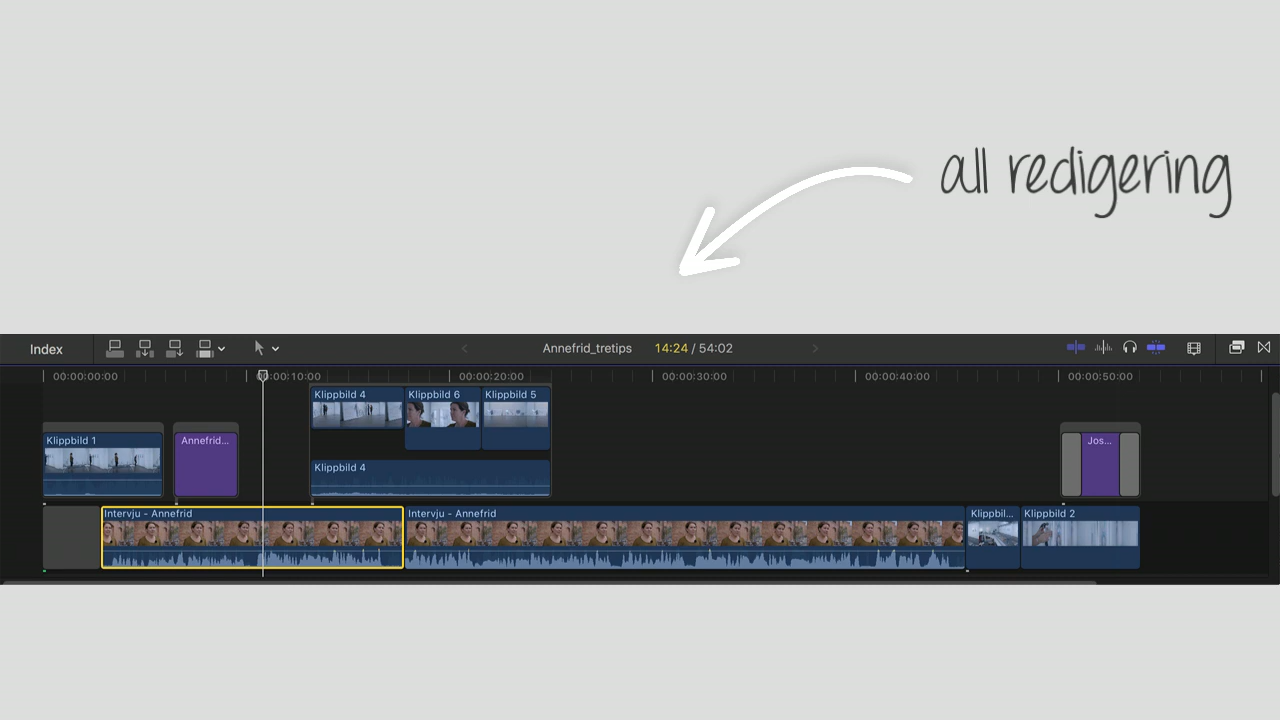 all redigering
Index
Annefrid_tretips
14:24 / 54:02
00:00:00:00
00:00:10:00
00:00:20:00
00:00:30:00
00:00:40:00
00:00:50:00
Klippbild 4
Klippbild 6
Klippbild 5
Klippbild 1
Annefrid...
Jos...
Klippbild 4
Intervju - Annefrid
Intervju - Annefrid
Klippbil...
Klippbild 2